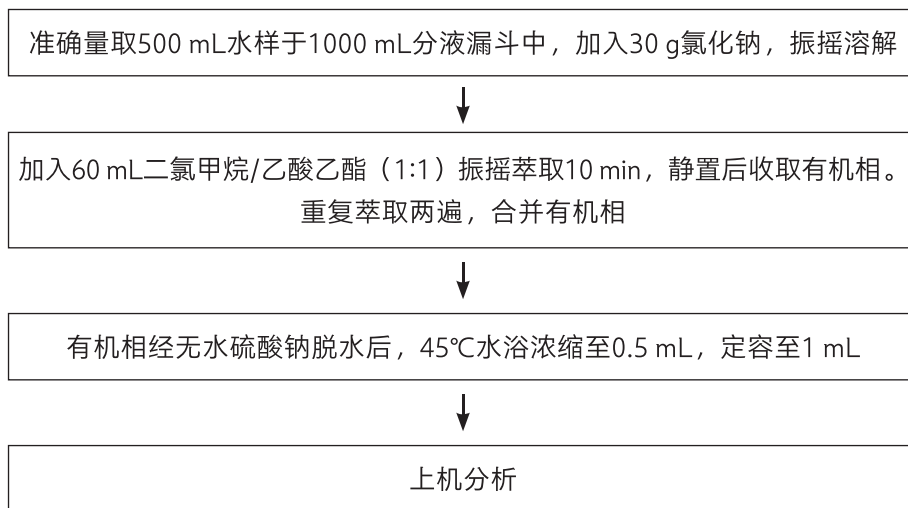 准确量取500 mL水样于1000 mL分液漏斗中，加入30 g氯化钠，振摇溶解
加入60 mL二氯甲烷/乙酸乙酯（1:1）振摇萃取10 min，静置后收取有机相。
重复萃取两遍，合并有机相
有机相经无水硫酸钠脱水后，45℃水浴浓缩至0.5 mL，定容至1 mL
上机分析